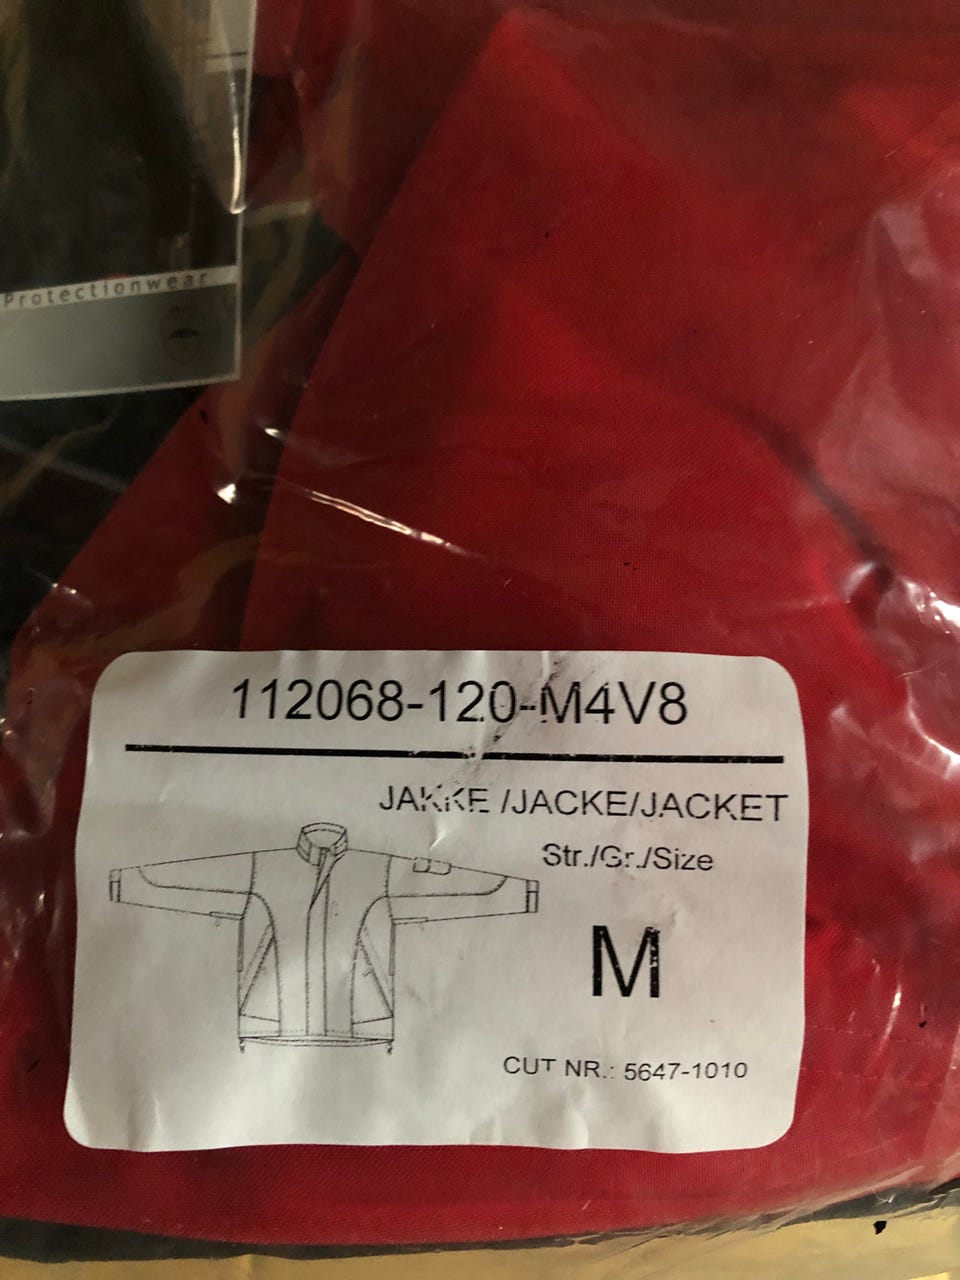 Protectionwear
112068-120-M4V8
JAKKE /JACKE/JACKET
Str./Gr./Size
M
CUT NR.: 5647-1010